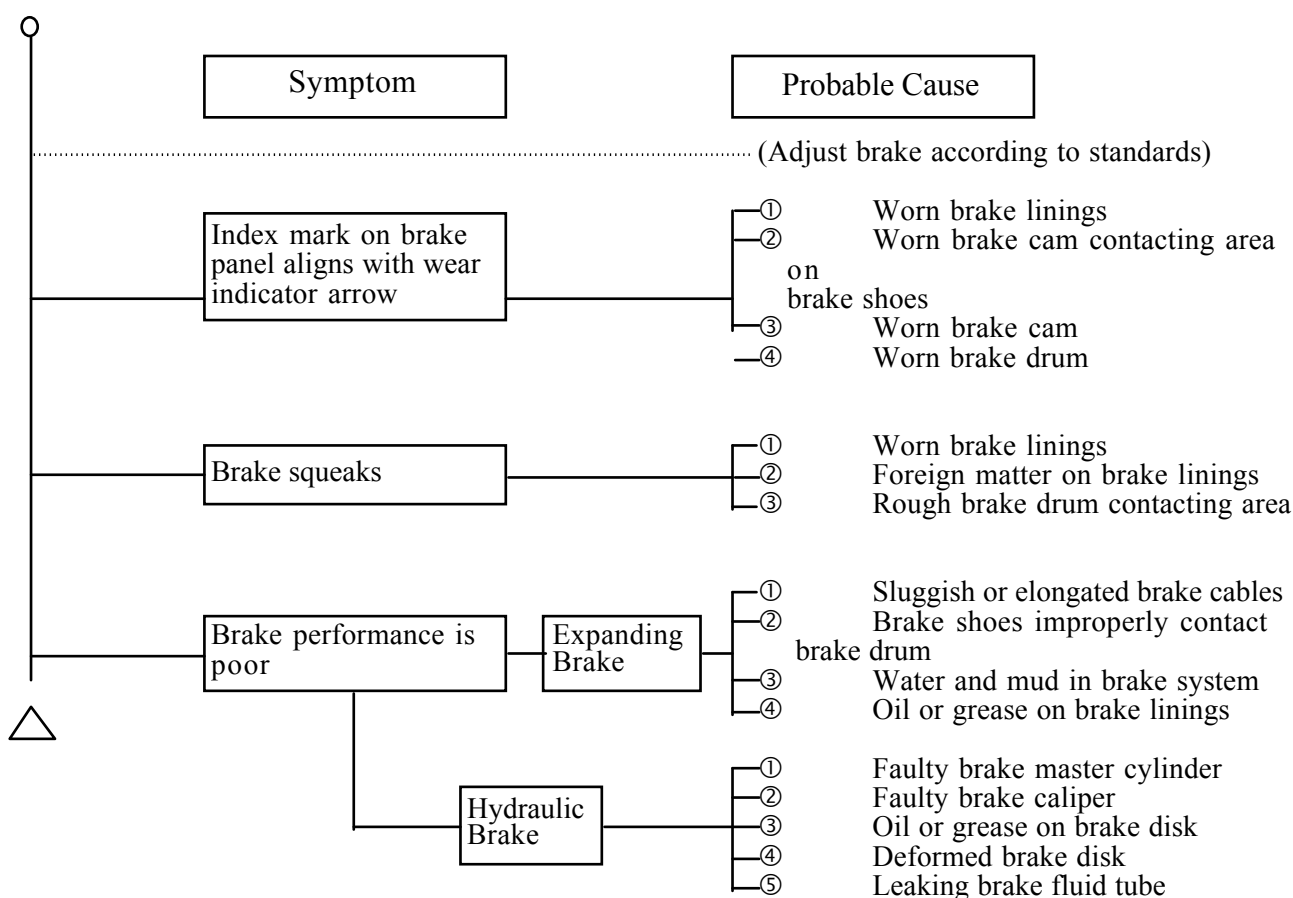 Symptom
Probable Cause
(Adjust brake according to standards)
Index mark on brake
panel aligns with wear
indicator arrow
① Worn brake linings
② Worn brake cam contacting area
on
brake shoes
③ Worn brake cam
④ Worn brake drum
Brake squeaks
① Worn brake linings
② Foreign matter on brake linings
③ Rough brake drum contacting area
Brake performance is
poor
Expanding
Brake
① Sluggish or elongated brake cables
② Brake shoes improperly contact
brake drum
③ Water and mud in brake system
④ Oil or grease on brake linings
Hydraulic
Brake
① Faulty brake master cylinder
② Faulty brake caliper
③ Oil or grease on brake disk
④ Deformed brake disk
⑤ Leaking brake fluid tube